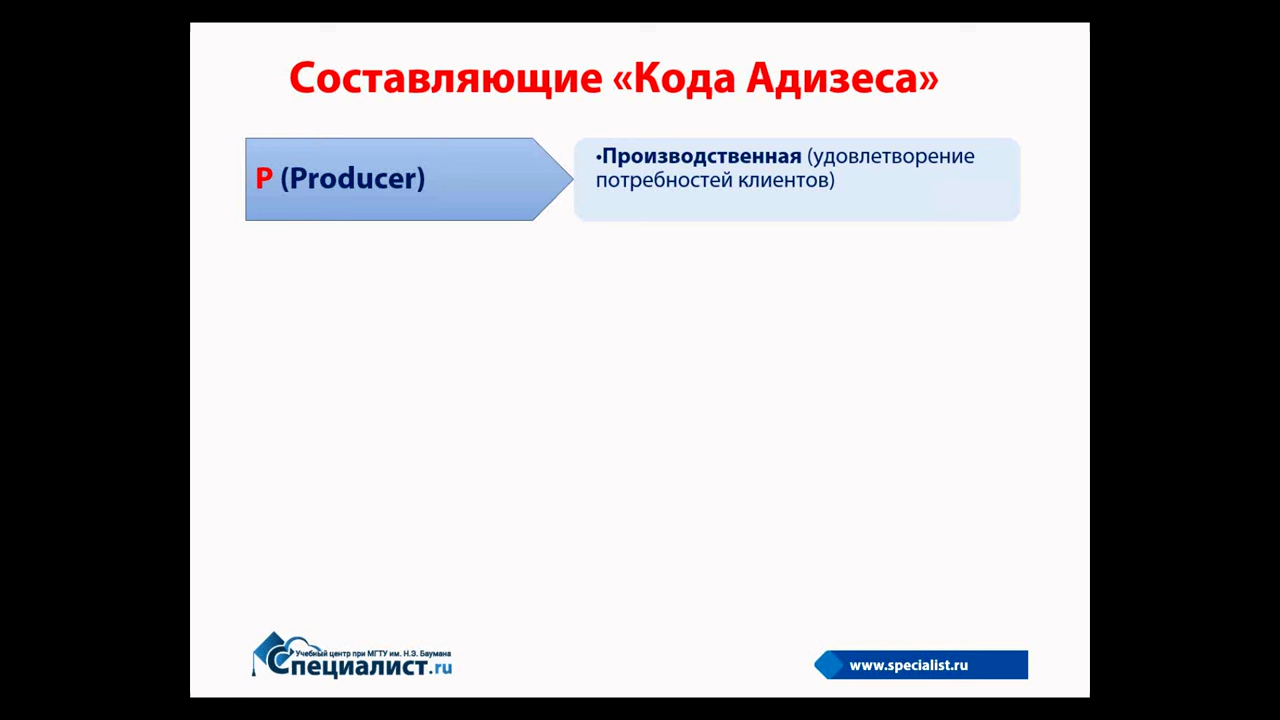 Составляющие «Кода Адизеса»
P (Producer)
•Производственная (удовлетворение
потребностей клиентов)
Учебный центр при МГТУ им. Н.Э. Баумана
Специалист.ru
www.specialist.ru